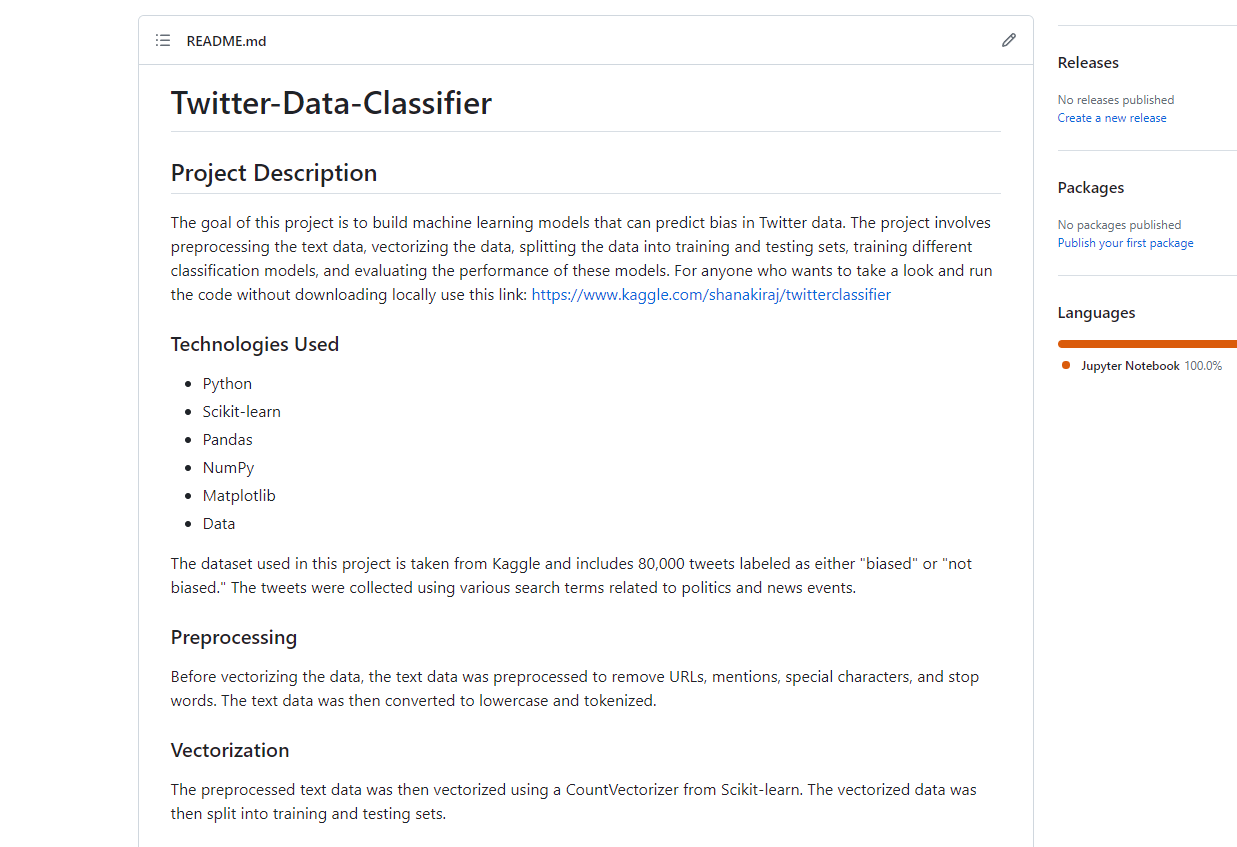 README.md
Twitter-Data-Classifier
Project Description
The goal of this project is to build machine learning models that can predict bias in Twitter data. The project involves
preprocessing the text data, vectorizing the data, splitting the data into training and testing sets, training different
classification models, and evaluating the performance of these models. For anyone who wants to take a look and run
the code without downloading locally use this link: https://www.kaggle.com/shanakiraj/twitterclassifier
Technologies Used
Python
Scikit-learn
Pandas
NumPy
Matplotlib
Data
The dataset used in this project is taken from Kaggle and includes 80,000 tweets labeled as either "biased" or "not
biased." The tweets were collected using various search terms related to politics and news events.
Preprocessing
Before vectorizing the data, the text data was preprocessed to remove URLs, mentions, special characters, and stop
words. The text data was then converted to lowercase and tokenized.
Vectorization
The preprocessed text data was then vectorized using a CountVectorizer from Scikit-learn. The vectorized data was
then split into training and testing sets.
Releases
No releases published
Create a new release
Packages
No packages published
Publish your first package
Languages
Jupyter Notebook 100.0%